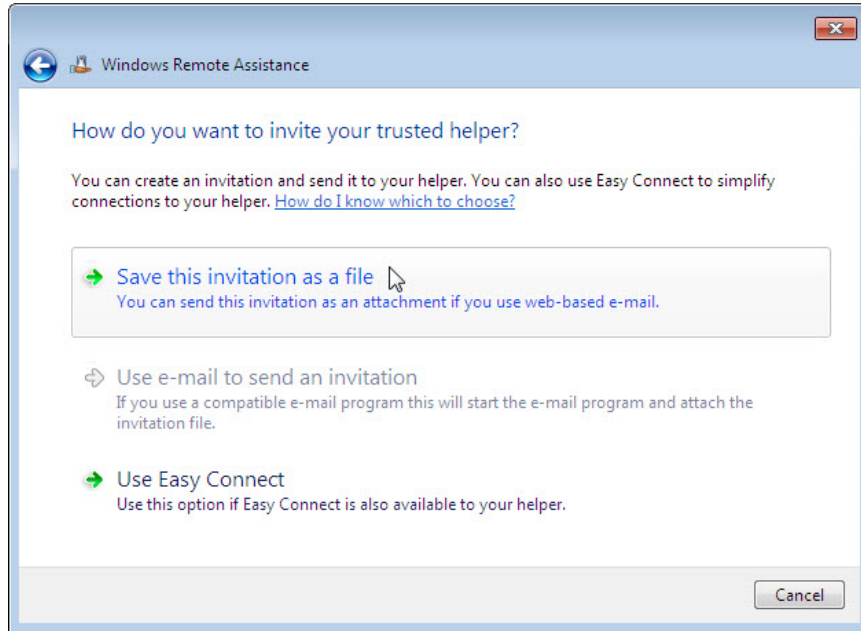 Windows Remote Assistance
How do you want to invite your trusted helper?
You can create an invitation and send it to your helper. You can also use Easy Connect to simplify
connections to your helper. How do I know which to choose?
Save this invitation as a file
You can send this invitation as an attachment if you use web-based e-mail.
Use e-mail to send an invitation
If you use a compatible e-mail program this will start the e-mail program and attach the
invitation file.
Use Easy Connect
Use this option if Easy Connect is also available to your helper.
Cancel